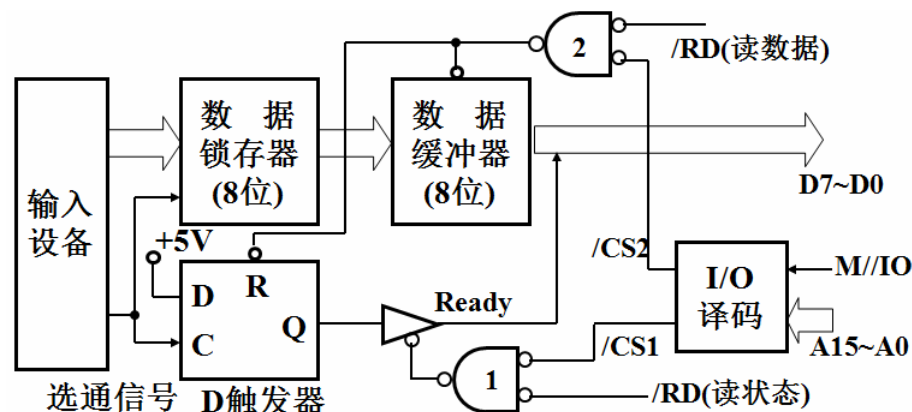 2
/RD(读数据)
数 据
锁存器
(8位)
数 据
缓冲器
(8位)
D7~D0
输入
设备
+5V
/CS2
I/O
译码
M//IO
R
D
Q
C
Ready
/CS1
A15~A0
1
选通信号
D触发器
/RD(读状态)